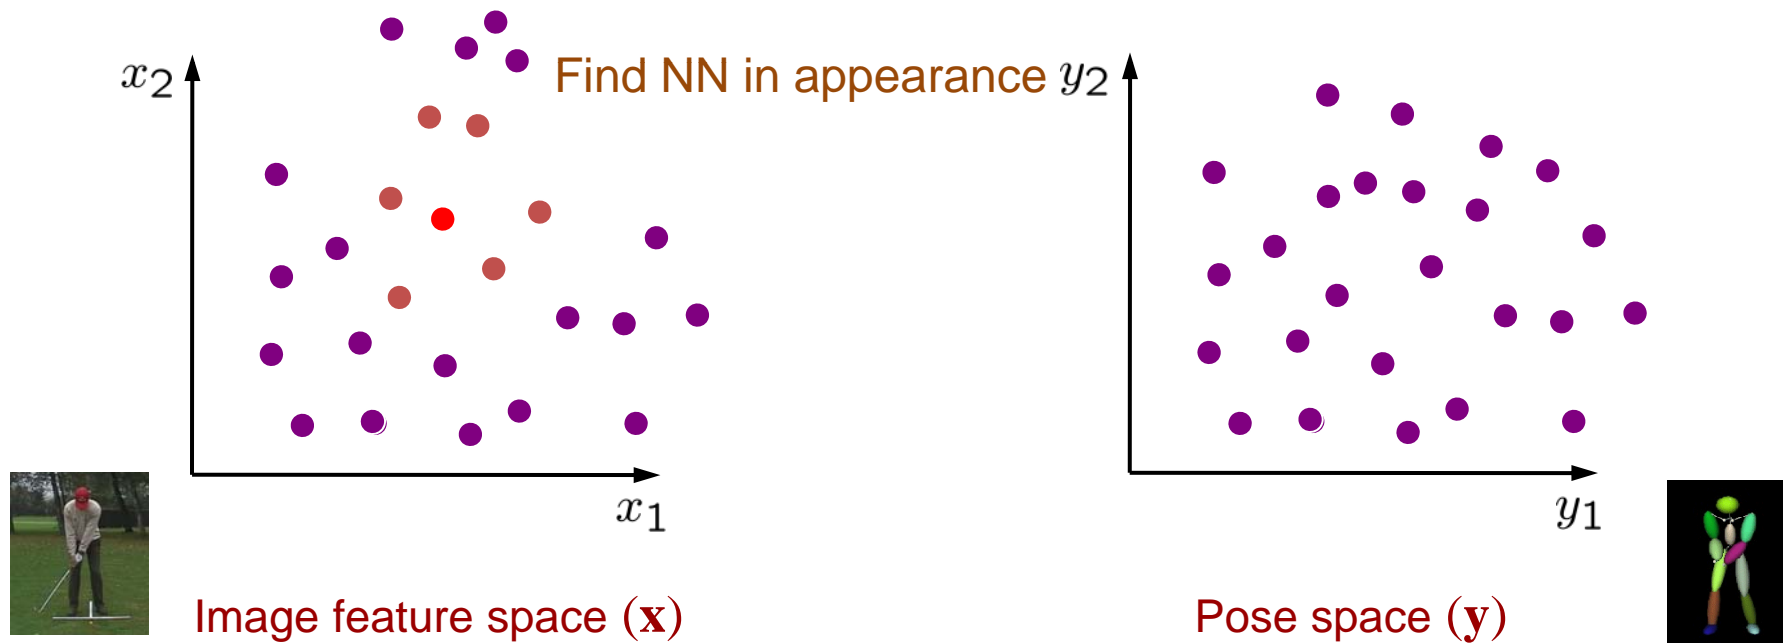 Find NN in appearance
x2
y2
x1
y1
Image feature space (x)
Pose space (y)